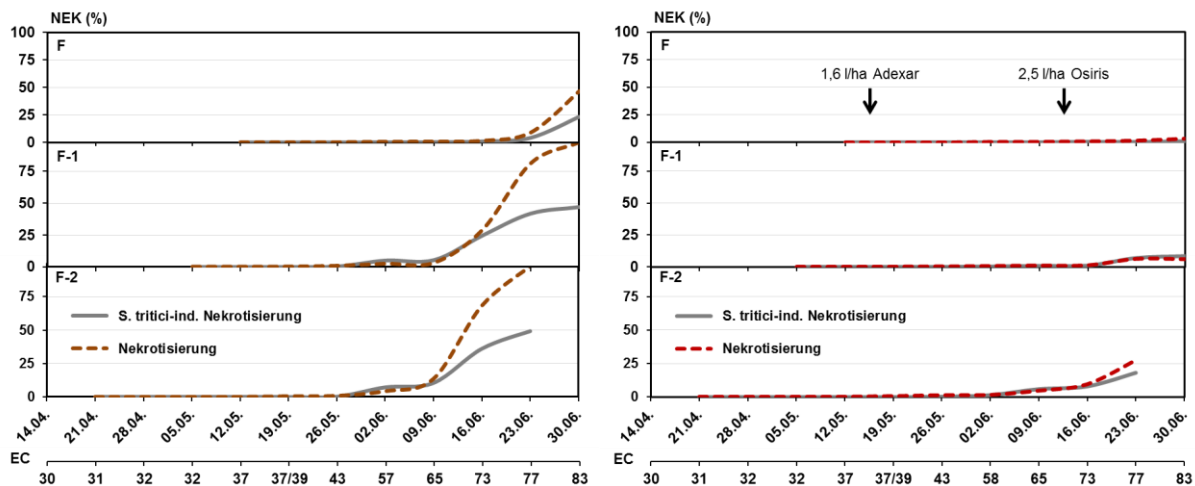 NEK (%)
100
F
75
50
25
0
F-1
75
50
25
0
F-2
75
50
S. tritici-ind. Nekrotisierung
Nekrotisierung
25
0
14.04. 21.04. 28.04. 05.05. 12.05. 19.05. 26.05. 02.06. 09.06. 16.06. 23.06. 30.06.
EC
30 31 32 32 37 37/39 43 57 65 73 77 83
NEK (%)
100
F
75
1,6 l/ha Adexar 2,5 l/ha Osiris
50
25
0
F-1
75
50
25
0
F-2
75
50
S. tritici-ind. Nekrotisierung
Nekrotisierung
25
0
14.04. 21.04. 28.04. 05.05. 12.05. 19.05. 26.05. 02.06. 09.06. 16.06. 23.06. 30.06.
EC
30 31 32 32 37 37/39 43 58 65 73 77 83